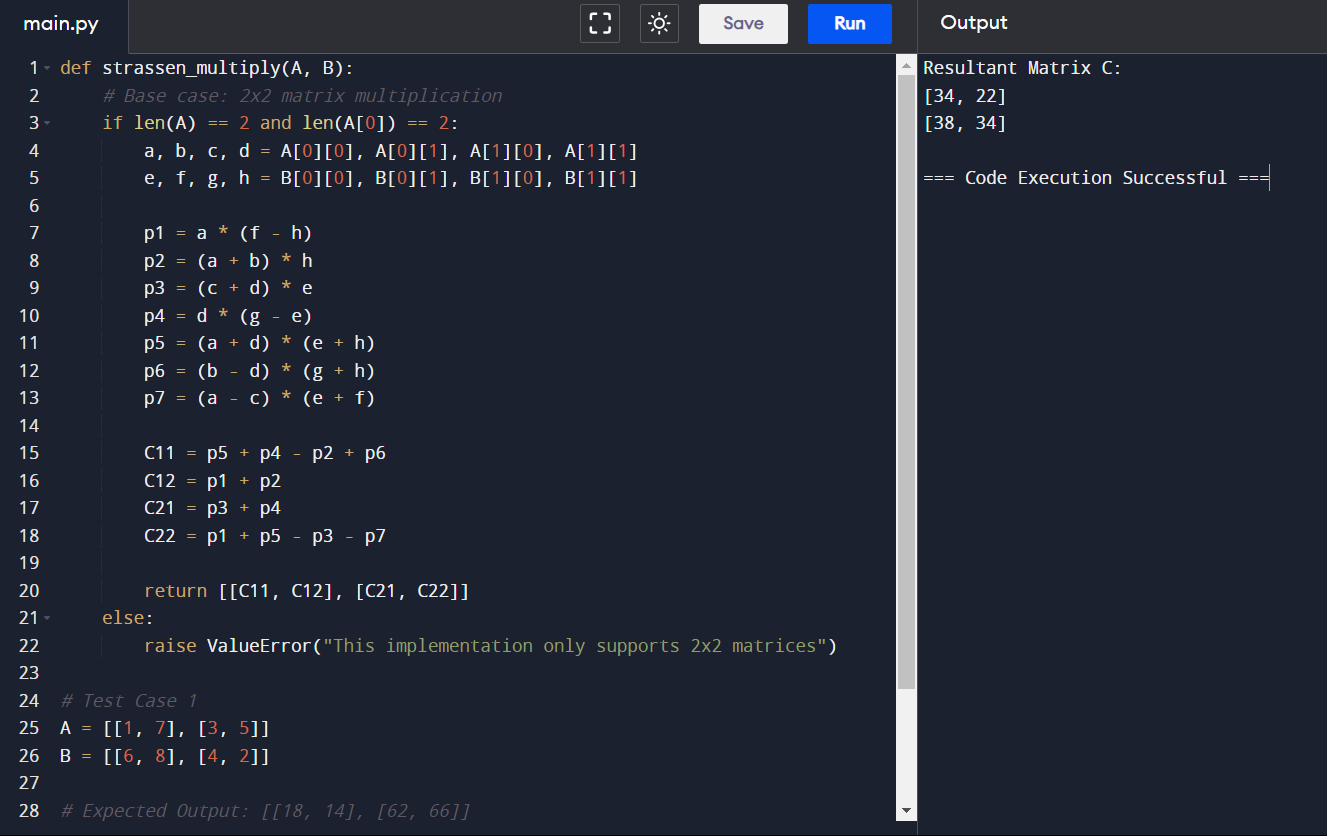 main.py
Save
Run
Output
1 def strassen_multiply(A, B):
2     # Base case: 2x2 matrix multiplication
3     if len(A) == 2 and len(A[0]) == 2:
4         a, b, c, d = A[0][0], A[0][1], A[1][0], A[1][1]
5         e, f, g, h = B[0][0], B[0][1], B[1][0], B[1][1]
6
7         p1 = a * (f - h)
8         p2 = (a + b) * h
9         p3 = (c + d) * e
10         p4 = d * (g - e)
11         p5 = (a + d) * (e + h)
12         p6 = (b - d) * (g + h)
13         p7 = (a - c) * (e + f)
14
15         C11 = p5 + p4 - p2 + p6
16         C12 = p1 + p2
17         C21 = p3 + p4
18         C22 = p1 + p5 - p3 - p7
19
20         return [[C11, C12], [C21, C22]]
21     else:
22         raise ValueError("This implementation only supports 2x2 matrices")
23
24 # Test Case 1
25 A = [[1, 7], [3, 5]]
26 B = [[6, 8], [4, 2]]
27
28 # Expected Output: [[18, 14], [62, 66]]
Resultant Matrix C:
[34, 22]
[38, 34]
=== Code Execution Successful ===